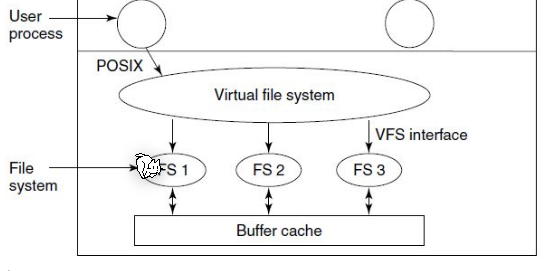 User
process
POSIX
Virtual file system
VFS interface
File
system
FS 1
FS 2
FS 3
Buffer cache